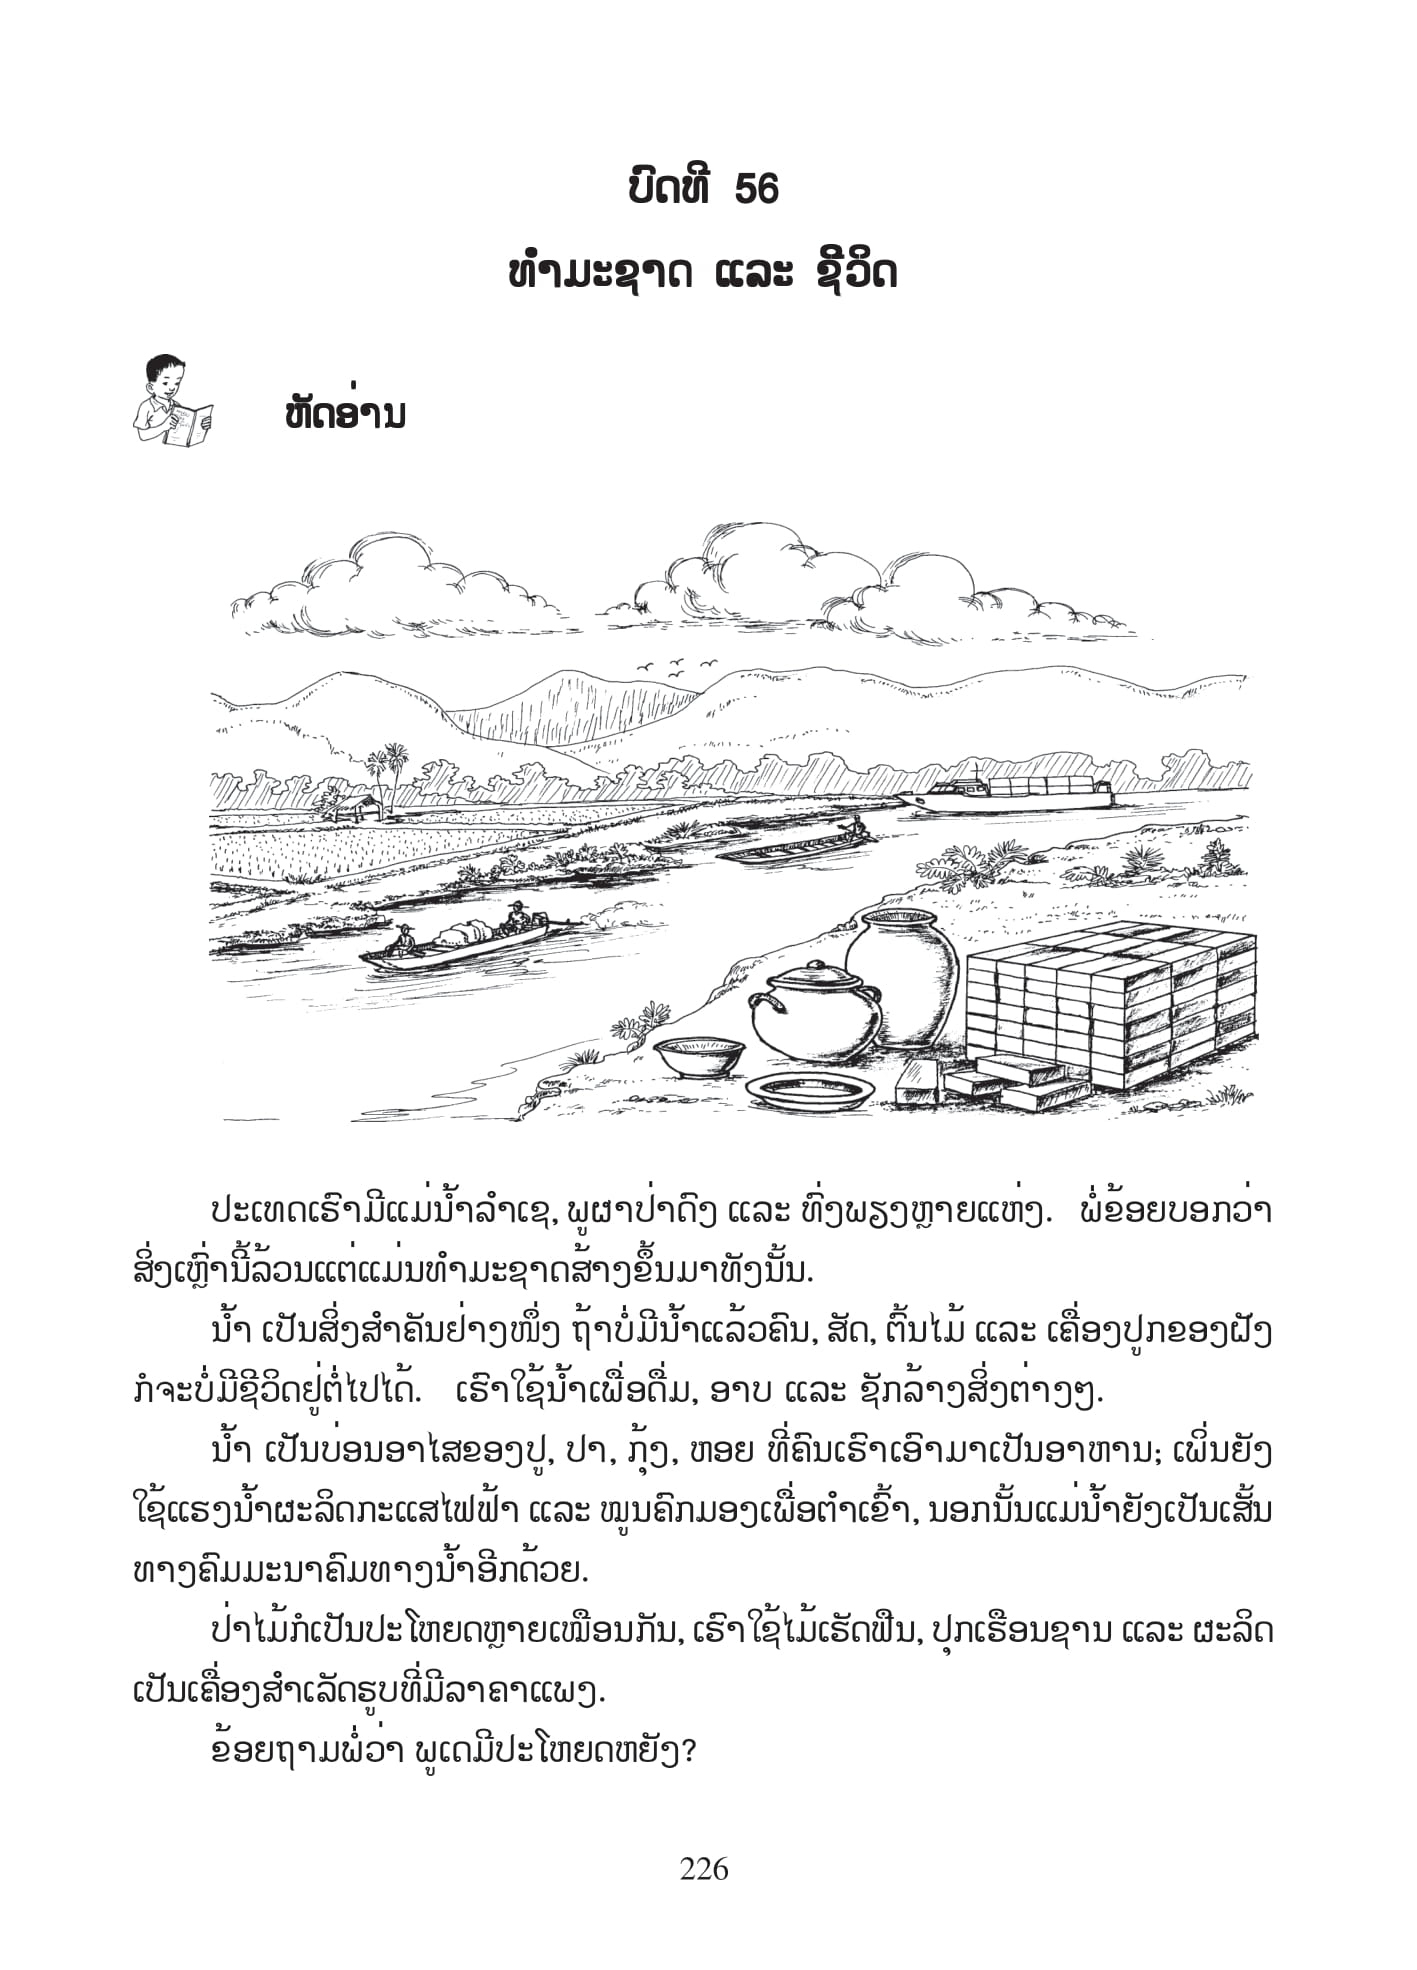 ບົດທີ 56
ທຳມະຊາດ ແລະ ຊີວິດ
ຫັດອ່ານ
ປະເທດເຮົາມີແມ່ນ້ຳລຳເຊ, ພູຜາປ່າດົງ ແລະ ທົ່ງພຽງຫຼາຍແຫ່ງ. ພໍ່ຂ້ອຍບອກວ່າ
ສິ່ງເຫຼົ່ານີ້ລ້ວນແຕ່ແມ່ນທຳມະຊາດສ້າງຂຶ້ນມາທັງນັ້ນ.
ນ້ຳ ເປັນສິ່ງສຳຄັນຢ່າງໜຶ່ງ ຖ້າບໍ່ມີນ້ຳແລ້ວຄົນ, ສັດ, ຕົ້ນໄມ້ ແລະ ເຄື່ອງປູກຂອງຝັງ
ກໍຈະບໍ່ມີຊີວິດຢູ່ຕໍ່ໄປໄດ້. ເຮົາໃຊ້ນ້ຳເພື່ອດື່ມ, ອາບ ແລະ ຊັກລ້າງສິ່ງຕ່າງໆ.
ນ້ຳ ເປັນບ່ອນອາໄສຂອງປູ, ປາ, ກຸ້ງ, ຫອຍ ທີ່ຄົນເຮົາເອົາມາເປັນອາຫານ; ເພິ່ນຍັງ
ໃຊ້ແຮງນ້ຳຜະລິດກະແສໄຟຟ້າ ແລະ ໝູນຄົກມອງເພື່ອຕຳເຂົ້າ, ນອກນັ້ນແມ່ນ້ຳຍັງເປັນເສັ້ນ
ທາງຄົມມະນາຄົມທາງນ້ຳອີກດ້ວຍ.
ປ່າໄມ້ກໍເປັນປະໂຫຍດຫຼາຍເໝືອນກັນ, ເຮົາໃຊ້ໄມ້ເຮັດຟືນ, ປຸກເຮືອນຊານ ແລະ ຜະລິດ
ເປັນເຄື່ອງສຳເລັດຮູບທີ່ມີລາຄາແພງ.
ຂ້ອຍຖາມພໍ່ວ່າ ພູເດມີປະໂຫຍດຫຍັງ?
226